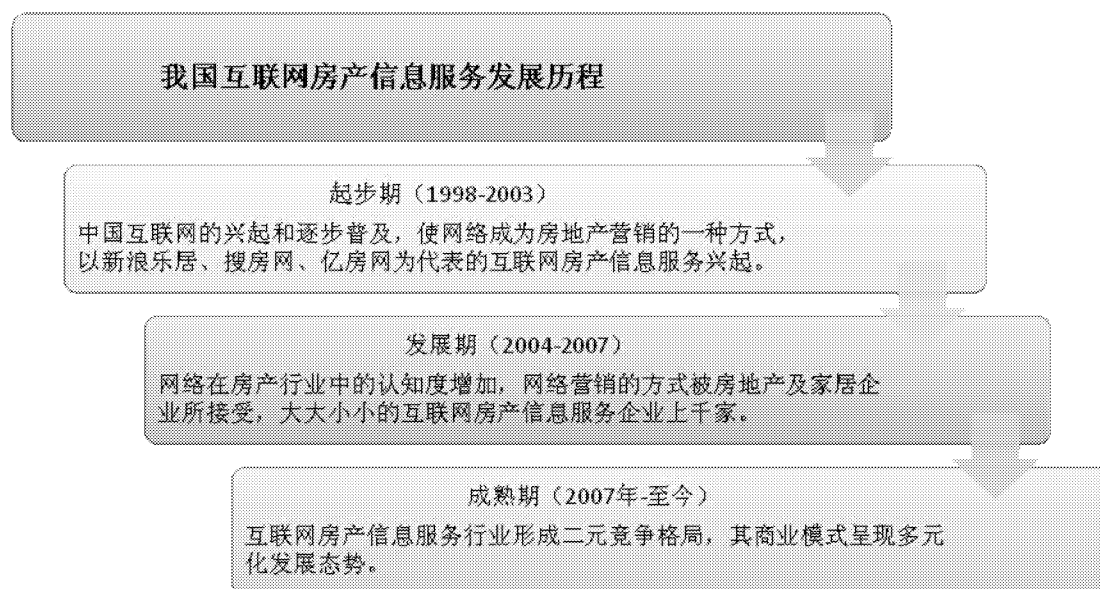 我国互联网房产信息服务发展历程
起步期（1998-2003）
中国互联网的兴起和逐步普及，使网络成为房地产营销的一种方式，
以新浪乐居、搜房网、亿房网为代表的互联网房产信息服务兴起。
发展期（2004-2007）
网络在房产行业中的认知度增加，网络营销的方式被房地产及家居企
业所接受，大大小小的互联网房产信息服务企业上千家。
成熟期（2007年-至今）
互联网房产信息服务行业形成二元竞争格局，其商业模式呈现多元
化发展态势。